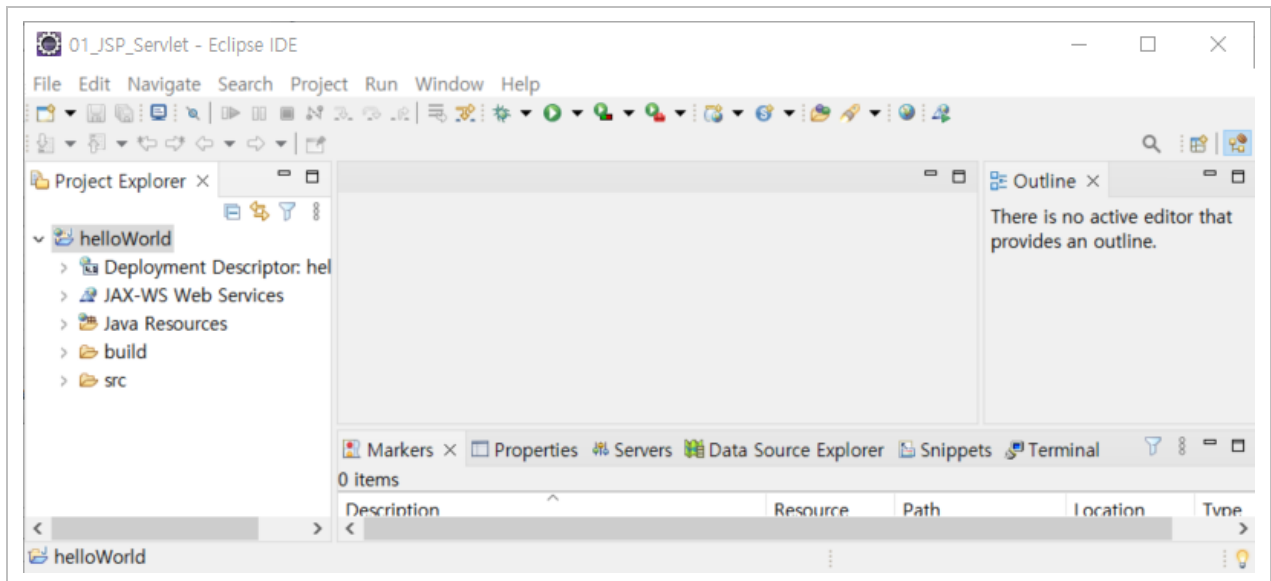 01_JSP_Servlet - Eclipse IDE
File Edit Navigate Search Project Run Window Help
Project Explorer
Outline
There is no active editor that
provides an outline.
helloWorld
Deployment Descriptor: hel
JAX-WS Web Services
Java Resources
build
src
Markers Properties Servers Data Source Explorer Snippets Terminal
0 items
Description Resource Path Location Type
helloWorld